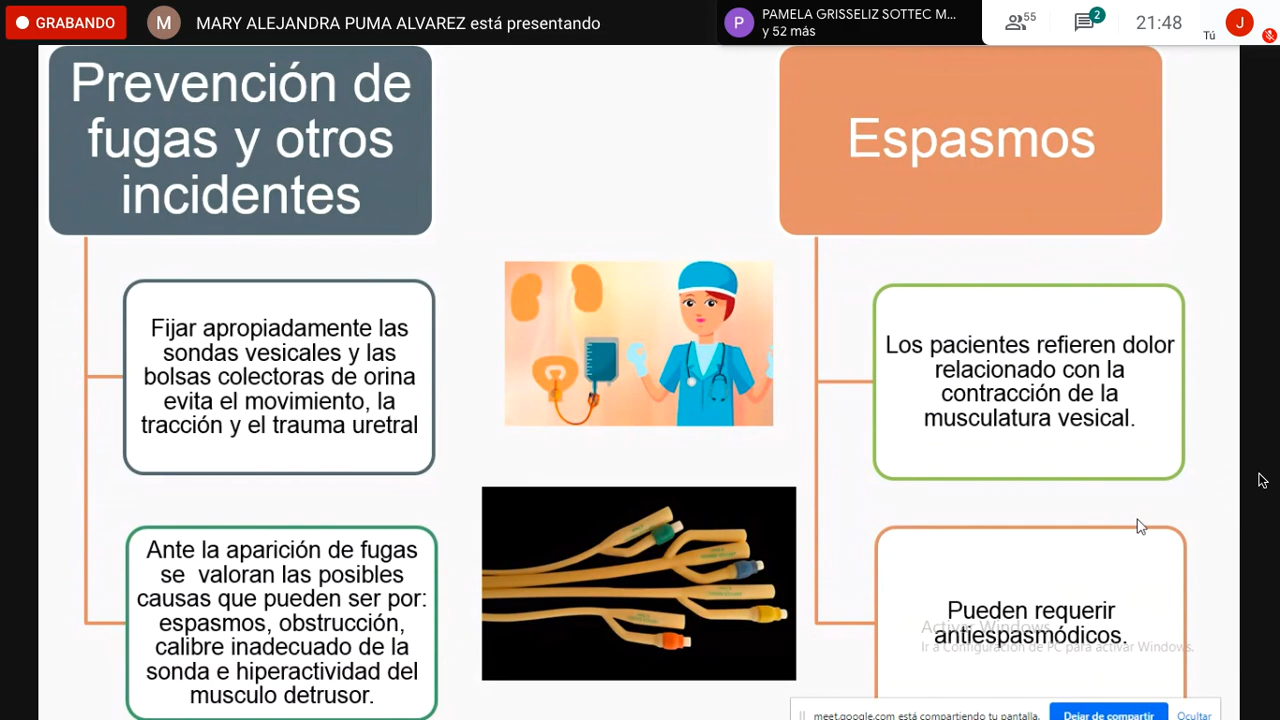 GRABANDO
M
MARY ALEJANDRA PUMA ALVAREZ está presentando
P
PAMELA GRISSELIZ SOTTEC M...
y 52 más
55
2
21:48
Tú
J
Prevención de
fugas y otros
incidentes
Fijar apropiadamente las
sondas vesicales y las
bolsas colectoras de orina
evita el movimiento, la
tracción y el trauma uretral
Ante la aparición de fugas
se valoran las posibles
causas que pueden ser por:
espasmos, obstrucción,
calibre inadecuado de la
sonda e hiperactividad del
musculo detrusor.
Espasmos
Los pacientes refieren dolor
relacionado con la
contracción de la
musculatura vesical.
Pueden requerir
antiespasmódicos.
Activar Windows
Ir a Configuración de PC para activar Windows.
meet.google.com está compartiendo tu pantalla.
Dejar de compartir
Ocultar